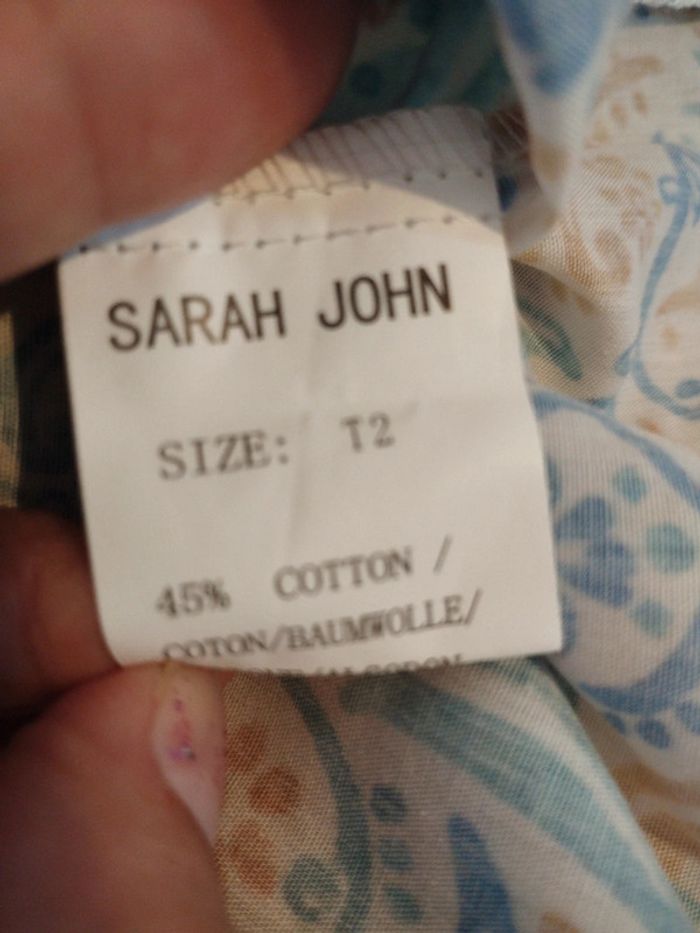 SARAH JOHN
SIZE: T2
45% COTTON /
COTON/BAUMWOLLE/